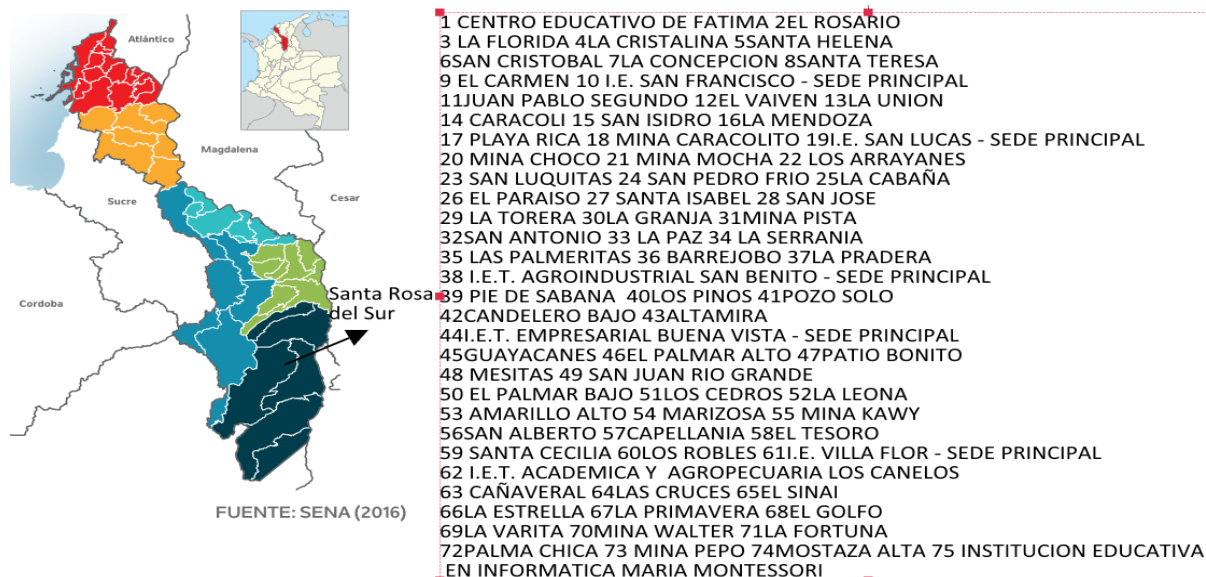 Atlántico
Magdalena
Sucre
Cesar
Cordoba
Santa Rosa
del Sur
FUENTE: SENA (2016)
1 CENTRO EDUCATIVO DE FATIMA 2EL ROSARIO
3 LA FLORIDA 4LA CRISTALINA 5SANTA HELENA
6SAN CRISTOBAL 7LA CONCEPCION 8SANTA TERESA
9 EL CARMEN 10 I.E. SAN FRANCISCO - SEDE PRINCIPAL
11JUAN PABLO SEGUNDO 12EL VAIVEN 13LA UNION
14 CARACOLI 15 SAN ISIDRO 16LA MENDOZA
17 PLAYA RICA 18 MINA CARACOLITO 19I.E. SAN LUCAS - SEDE PRINCIPAL
20 MINA CHOCO 21 MINA MOCHA 22 LOS ARRAYANES
23 SAN LUQUITAS 24 SAN PEDRO FRIO 25LA CABAÑA
26 EL PARAISO 27 SANTA ISABEL 28 SAN JOSE
29 LA TORERA 30LA GRANJA 31MINA PISTA
32SAN ANTONIO 33 LA PAZ 34 LA SERRANIA
35 LAS PALMERITAS 36 BARREJOBO 37LA PRADERA
38 I.E.T. AGROINDUSTRIAL SAN BENITO - SEDE PRINCIPAL
39 PIE DE SABANA 40LOS PINOS 41POZO SOLO
42CANDELERO BAJO 43ALTAMIRA
44I.E.T. EMPRESARIAL BUENA VISTA - SEDE PRINCIPAL
45GUAYACANES 46EL PALMAR ALTO 47PATIO BONITO
48 MESITAS 49 SAN JUAN RIO GRANDE
50 EL PALMAR BAJO 51LOS CEDROS 52LA LEONA
53 AMARILLO ALTO 54 MARIZOSA 55 MINA KAWY
56SAN ALBERTO 57CAPELLANIA 58EL TESORO
59 SANTA CECILIA 60LOS ROBLES 61I.E. VILLA FLOR - SEDE PRINCIPAL
62 I.E.T. ACADEMICA Y AGROPECUARIA LOS CANELOS
63 CAÑAVERAL 64LAS CRUCES 65EL SINAI
66LA ESTRELLA 67LA PRIMAVERA 68EL GOLFO
69LA VARITA 70MINA WALTER 71LA FORTUNA
72PALMA CHICA 73 MINA PEPO 74MOSTAZA ALTA 75 INSTITUCION EDUCATIVA
EN INFORMATICA MARIA MONTESSORI